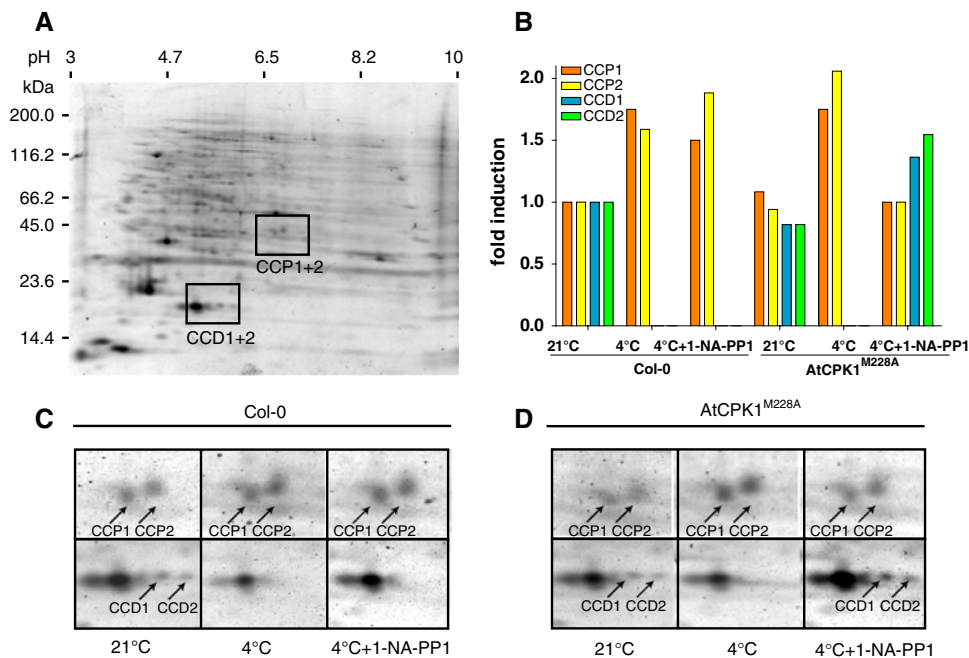 A
pH 3 4.7 6.5 8.2 10
kDa
200.0
116.2
66.2
45.0
23.6
14.4
CCP1+2
CCD1+2
B
fold induction
2.0
1.5
1.0
0.5
0.0
CCP1
CCP2
CCD1
CCD2
21°C 4°C 4°C+1-NA-PP1 21°C 4°C 4°C+1-NA-PP1
Col-0 AtCPK1M228A
C
Col-0
CCP1 CCP2 CCP1 CCP2 CCP1 CCP2
CCD1 CCD2
21°C 4°C 4°C+1-NA-PP1
D
AtCPK1M228A
CCP1 CCP2 CCP1 CCP2 CCP1 CCP2
CCD1 CCD2 CCD1 CCD2
21°C 4°C 4°C+1-NA-PP1